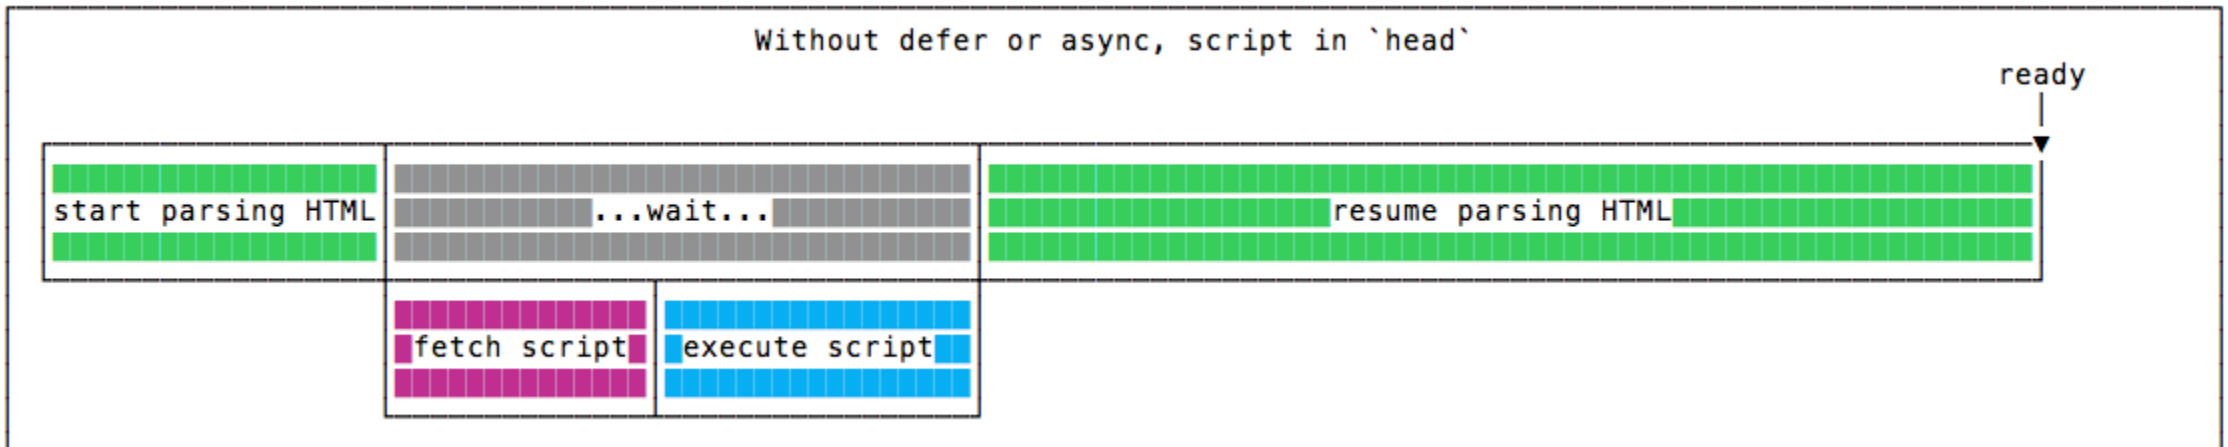 Without defer or async, script in `head`
ready
start parsing HTML ...wait... resume parsing HTML
fetch script execute script